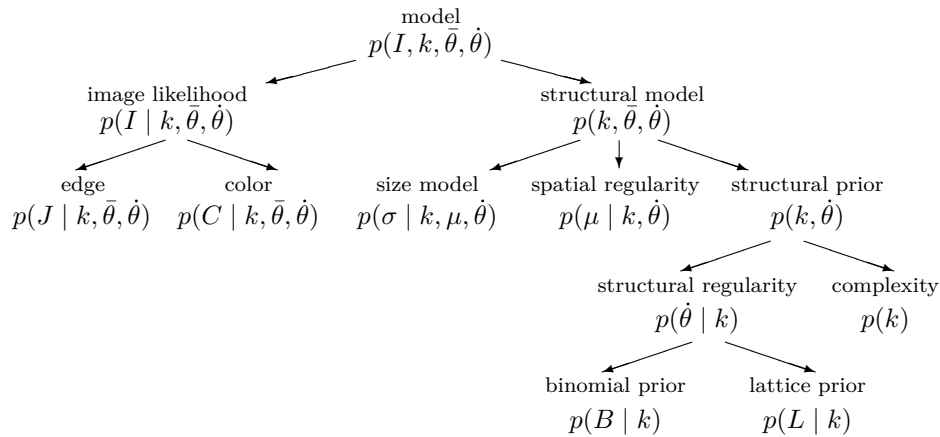 model
p(I, k, θ̄, θ̇)
image likelihood structural model
p(I | k, θ̄, θ̇) p(k, θ̄, θ̇)
edge color size model spatial regularity structural prior
p(J | k, θ̄, θ̇) p(C | k, θ̄, θ̇) p(σ | k, μ, θ̇) p(μ | k, θ̇) p(k, θ̇)
structural regularity complexity
p(θ̇ | k) p(k)
binomial prior lattice prior
p(B | k) p(L | k)